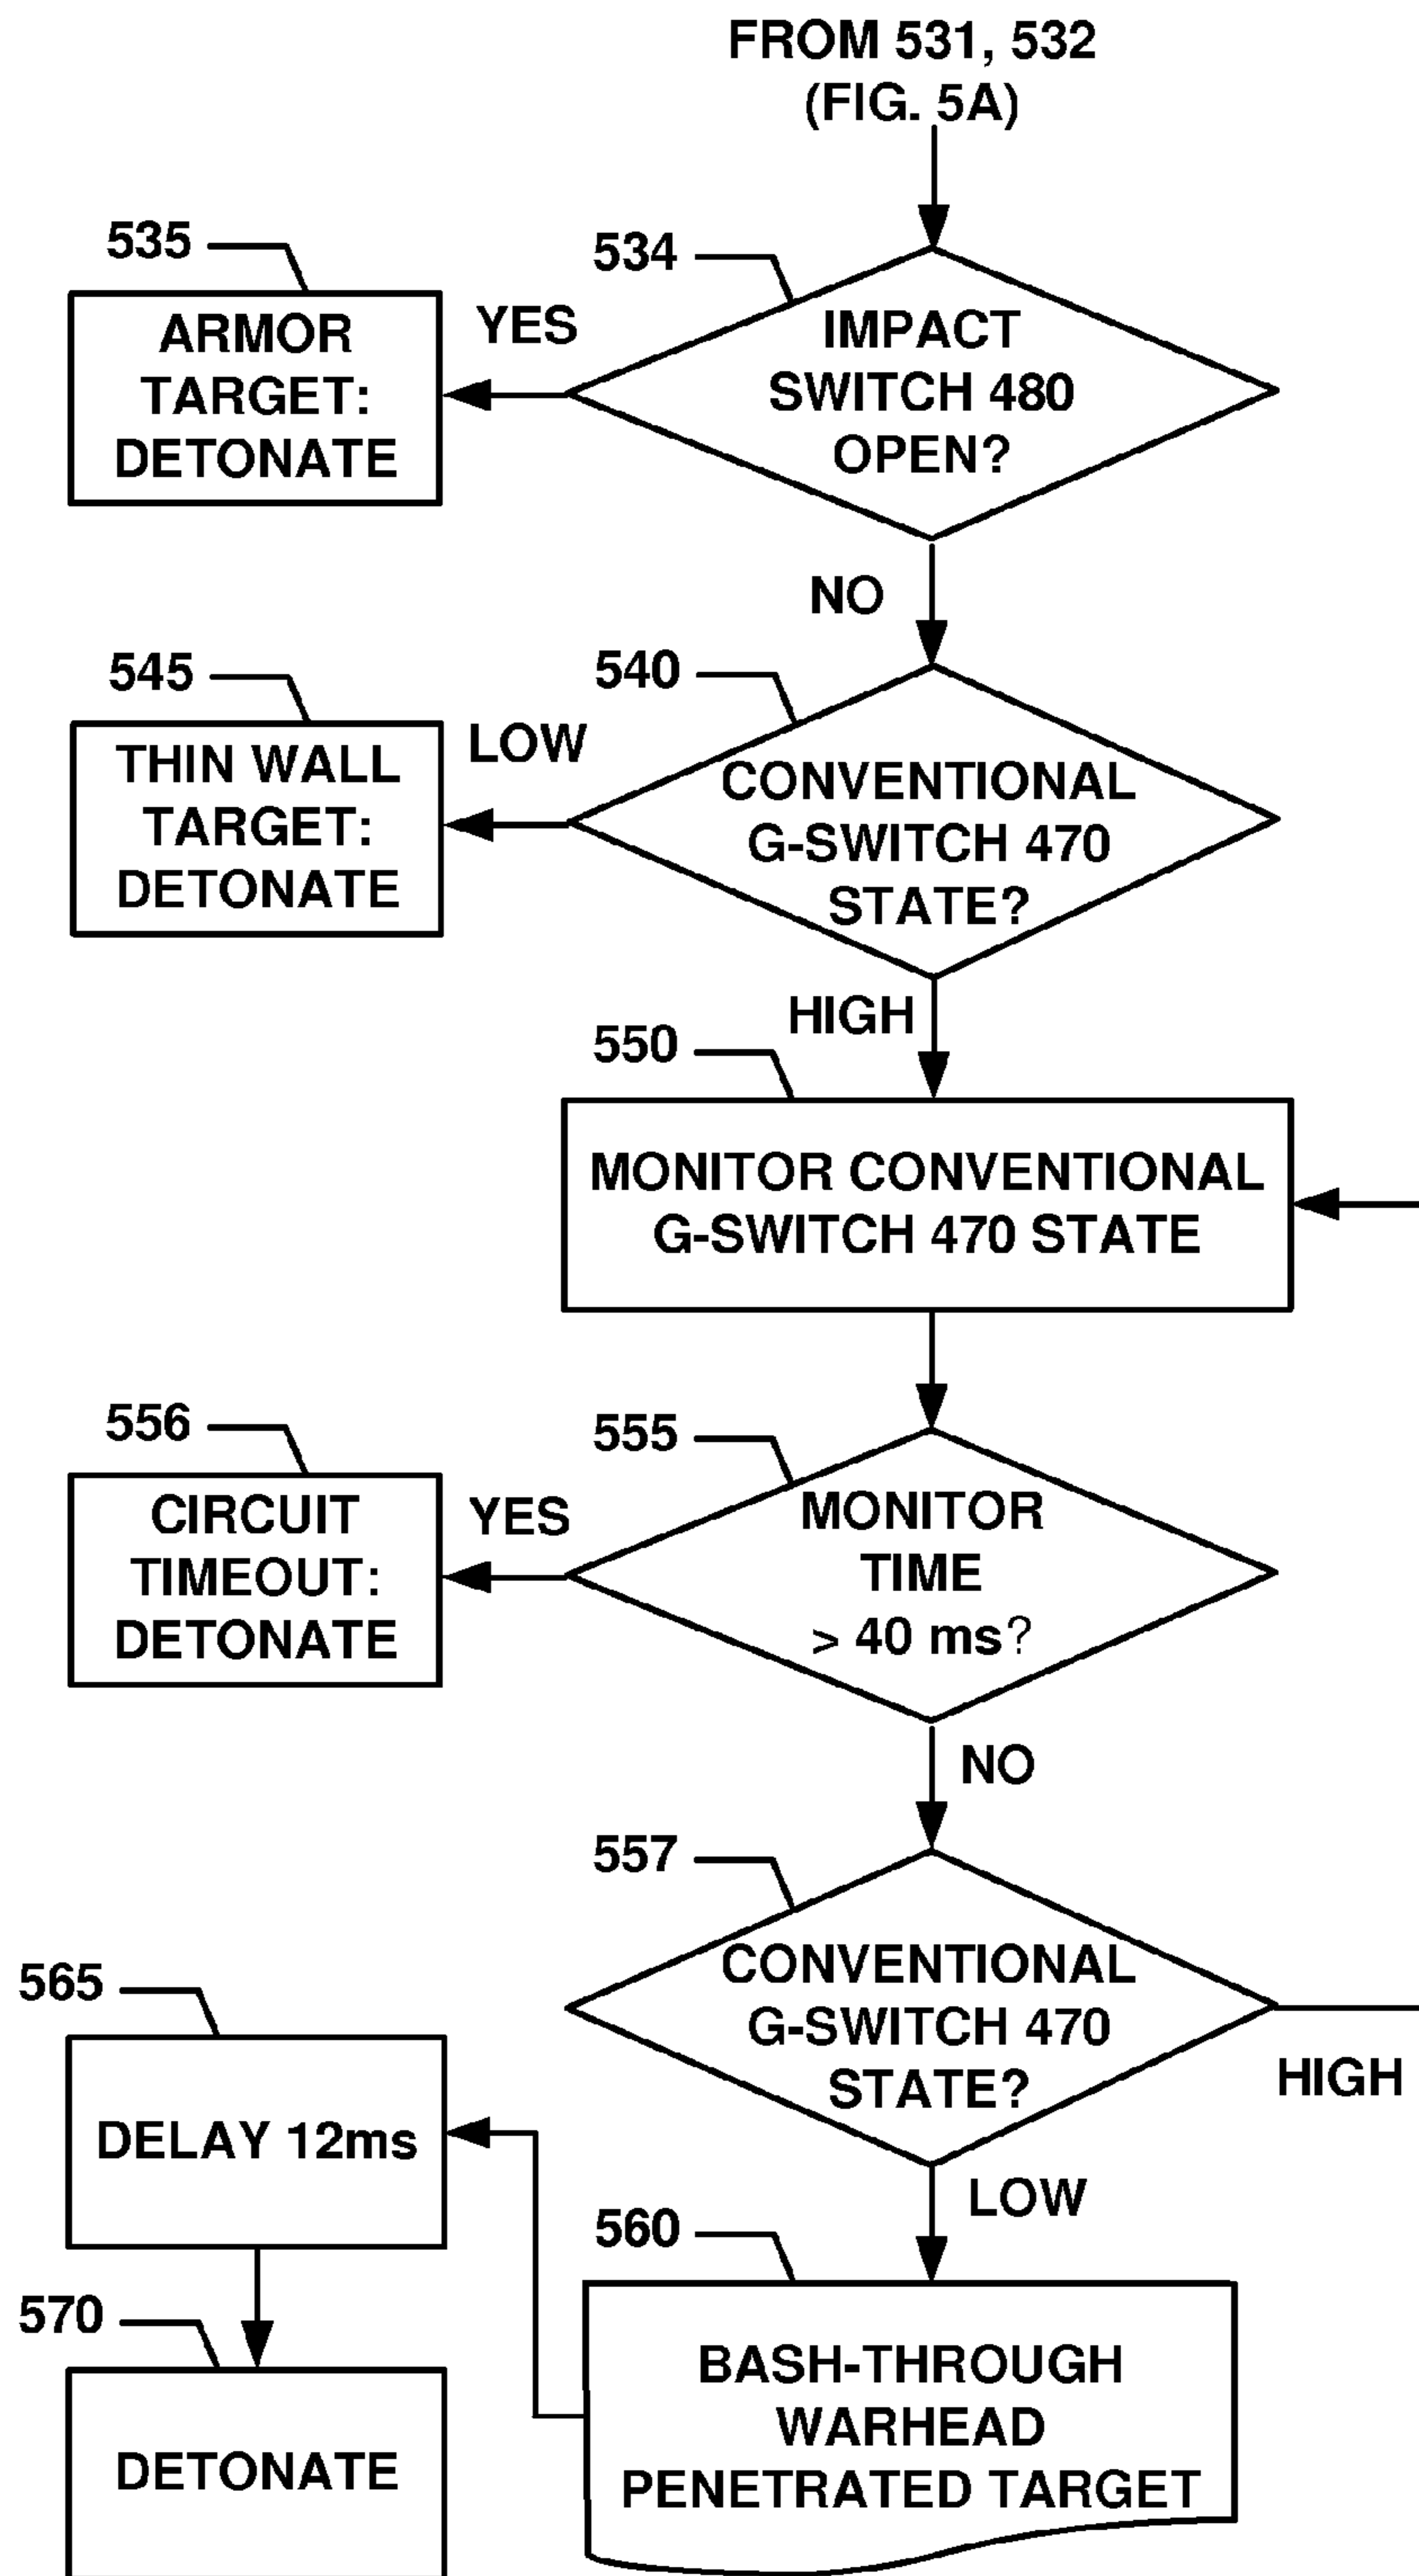 FROM 531, 532
(FIG. 5A)
535
534
ARMOR
TARGET:
DETONATE
YES
IMPACT
SWITCH 480
OPEN?
NO
545
540
THIN WALL
TARGET:
DETONATE
LOW
CONVENTIONAL
G-SWITCH 470
STATE?
HIGH
550
MONITOR CONVENTIONAL
G-SWITCH 470 STATE
556
555
CIRCUIT
TIMEOUT:
DETONATE
YES
MONITOR
TIME
> 40 ms?
NO
557
CONVENTIONAL
G-SWITCH 470
STATE?
HIGH
LOW
565
DELAY 12ms
560
BASH-THROUGH
WARHEAD
PENETRATED TARGET
570
DETONATE